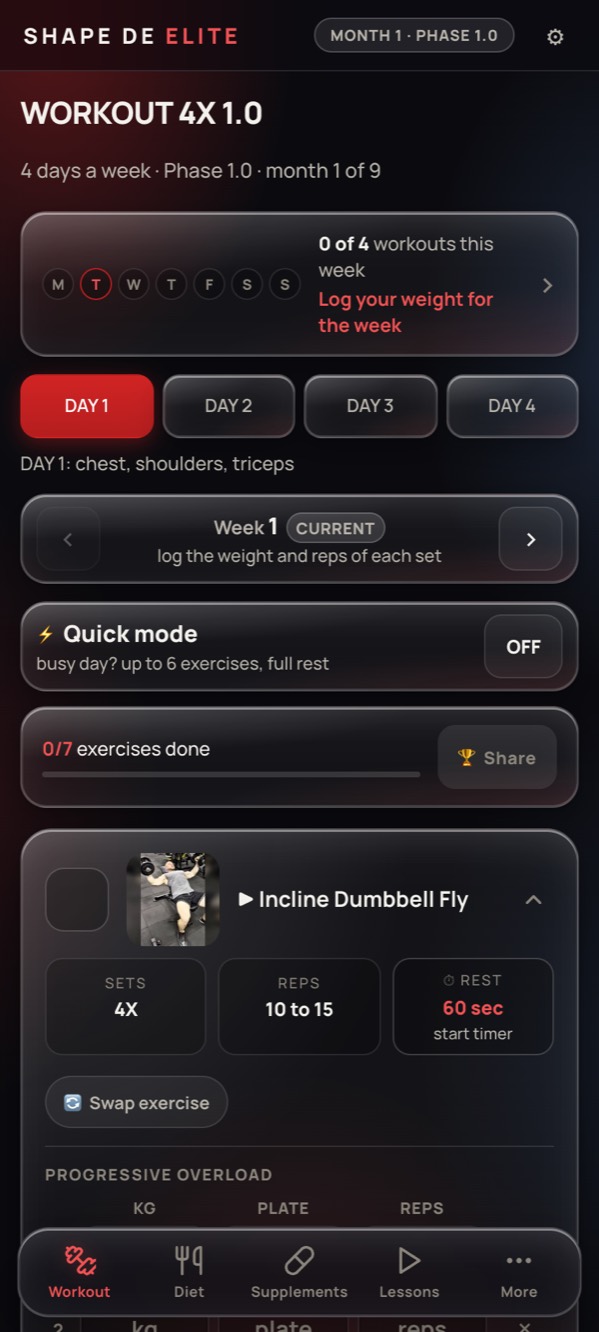 SHAPE DE ELITE
MONTH 1 · PHASE 1.0
WORKOUT 4X 1.0
4 days a week · Phase 1.0 · month 1 of 9
M T W T F S S
0 of 4 workouts this
week
Log your weight for
the week
DAY 1
DAY 2
DAY 3
DAY 4
DAY 1: chest, shoulders, triceps
Week 1 CURRENT
log the weight and reps of each set
Quick mode
busy day? up to 6 exercises, full rest
OFF
0/7 exercises done
Share
Incline Dumbbell Fly
SETS
4X
REPS
10 to 15
REST
60 sec
start timer
Swap exercise
PROGRESSIVE OVERLOAD
KG PLATE REPS
Workout
Diet
Supplements
Lessons
More
2 kg plate reps ×